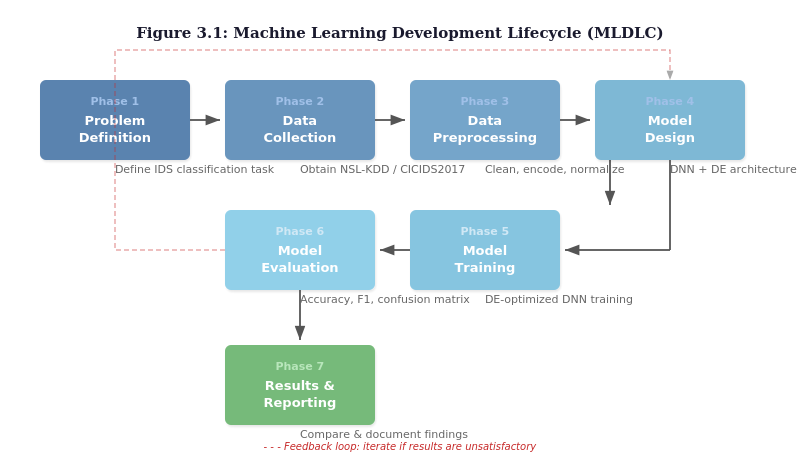 Figure 3.1: Machine Learning Development Lifecycle (MLDLC)
Phase 1
Problem
Definition
Define IDS classification task
Phase 2
Data
Collection
Obtain NSL-KDD / CICIDS2017
Phase 3
Data
Preprocessing
Clean, encode, normalize
Phase 4
Model
Design
DNN + DE architecture
Phase 5
Model
Training
DE-optimized DNN training
Phase 6
Model
Evaluation
Accuracy, F1, confusion matrix
Phase 7
Results &
Reporting
Compare & document findings
- - - Feedback loop: iterate if results are unsatisfactory